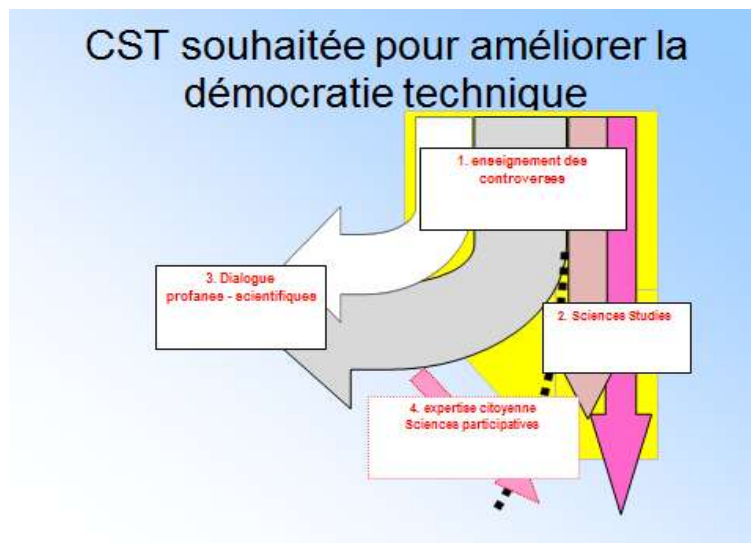 CST souhaitée pour améliorer la
démocratie technique
1. enseignement des
controverses
3. Dialogue
profanes - scientifiques
2. Sciences Studies
4. expertise citoyenne
Sciences participatives